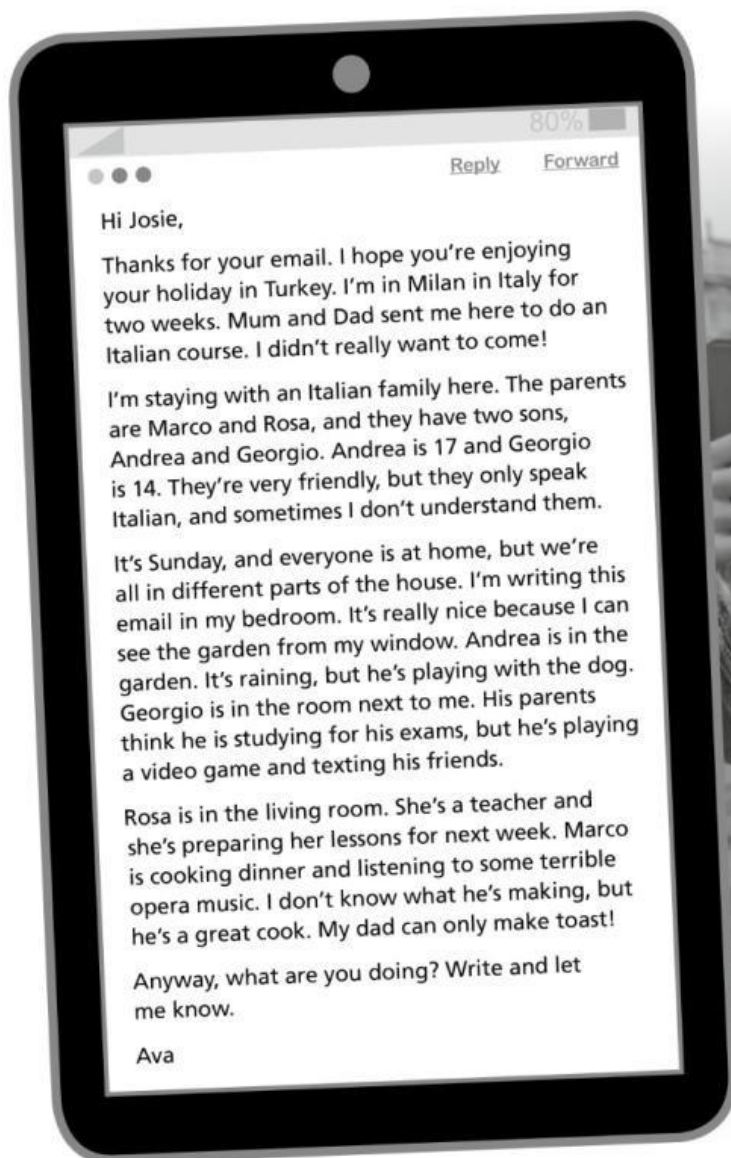 80%
Reply Forward
Hi Josie,
Thanks for your email. I hope you're enjoying
your holiday in Turkey. I'm in Milan in Italy for
two weeks. Mum and Dad sent me here to do an
Italian course. I didn't really want to come!
I'm staying with an Italian family here. The parents
are Marco and Rosa, and they have two sons,
Andrea and Georgio. Andrea is 17 and Georgio
is 14. They're very friendly, but they only speak
Italian, and sometimes I don't understand them.
It's Sunday, and everyone is at home, but we're
all in different parts of the house. I'm writing this
email in my bedroom. It's really nice because I can
see the garden from my window. Andrea is in the
garden. It's raining, but he's playing with the dog.
Georgio is in the room next to me. His parents
think he is studying for his exams, but he's playing
a video game and texting his friends.
Rosa is in the living room. She's a teacher and
she's preparing her lessons for next week. Marco
is cooking dinner and listening to some terrible
opera music. I don't know what he's making, but
he's a great cook. My dad can only make toast!
Anyway, what are you doing? Write and let
me know.
Ava